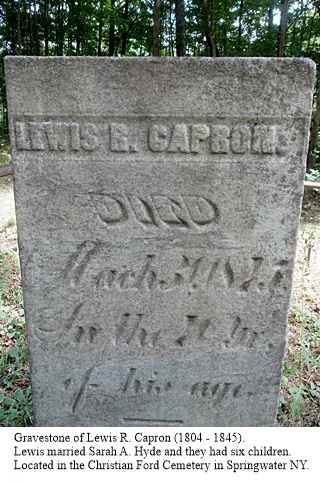 LEWIS R. CAPRON.
DIED
In the
of his age.
Gravestone of Lewis R. Capron (1804 - 1845).
Lewis married Sarah A. Hyde and they had six children.
Located in the Christian Ford Cemetery in Springwater NY.